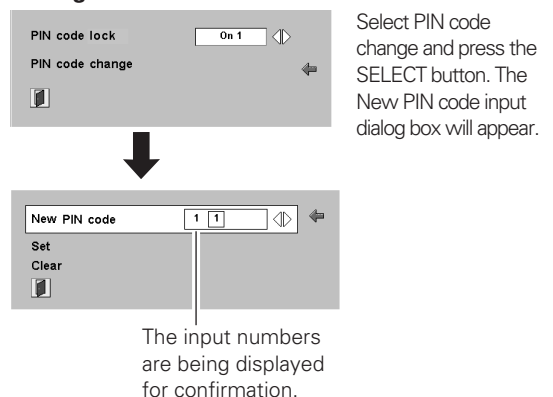 PIN code lock On 1
PIN code change
Select PIN code
change and press the
SELECT button. The
New PIN code input
dialog box will appear.
New PIN code 1 1
Set
Clear
The input numbers
are being displayed
for confirmation.